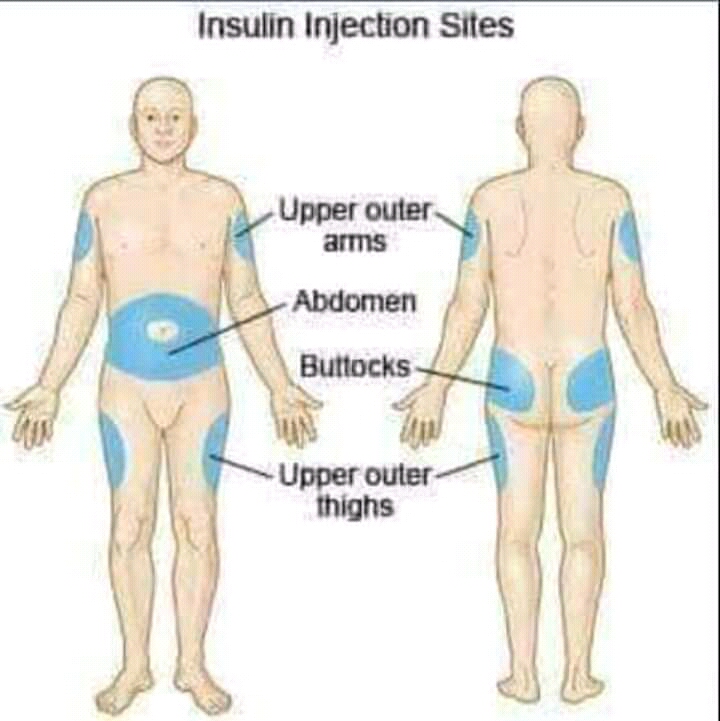 Insulin Injection Sites
Upper outer
arms
Abdomen
Buttocks
Upper outer
thighs